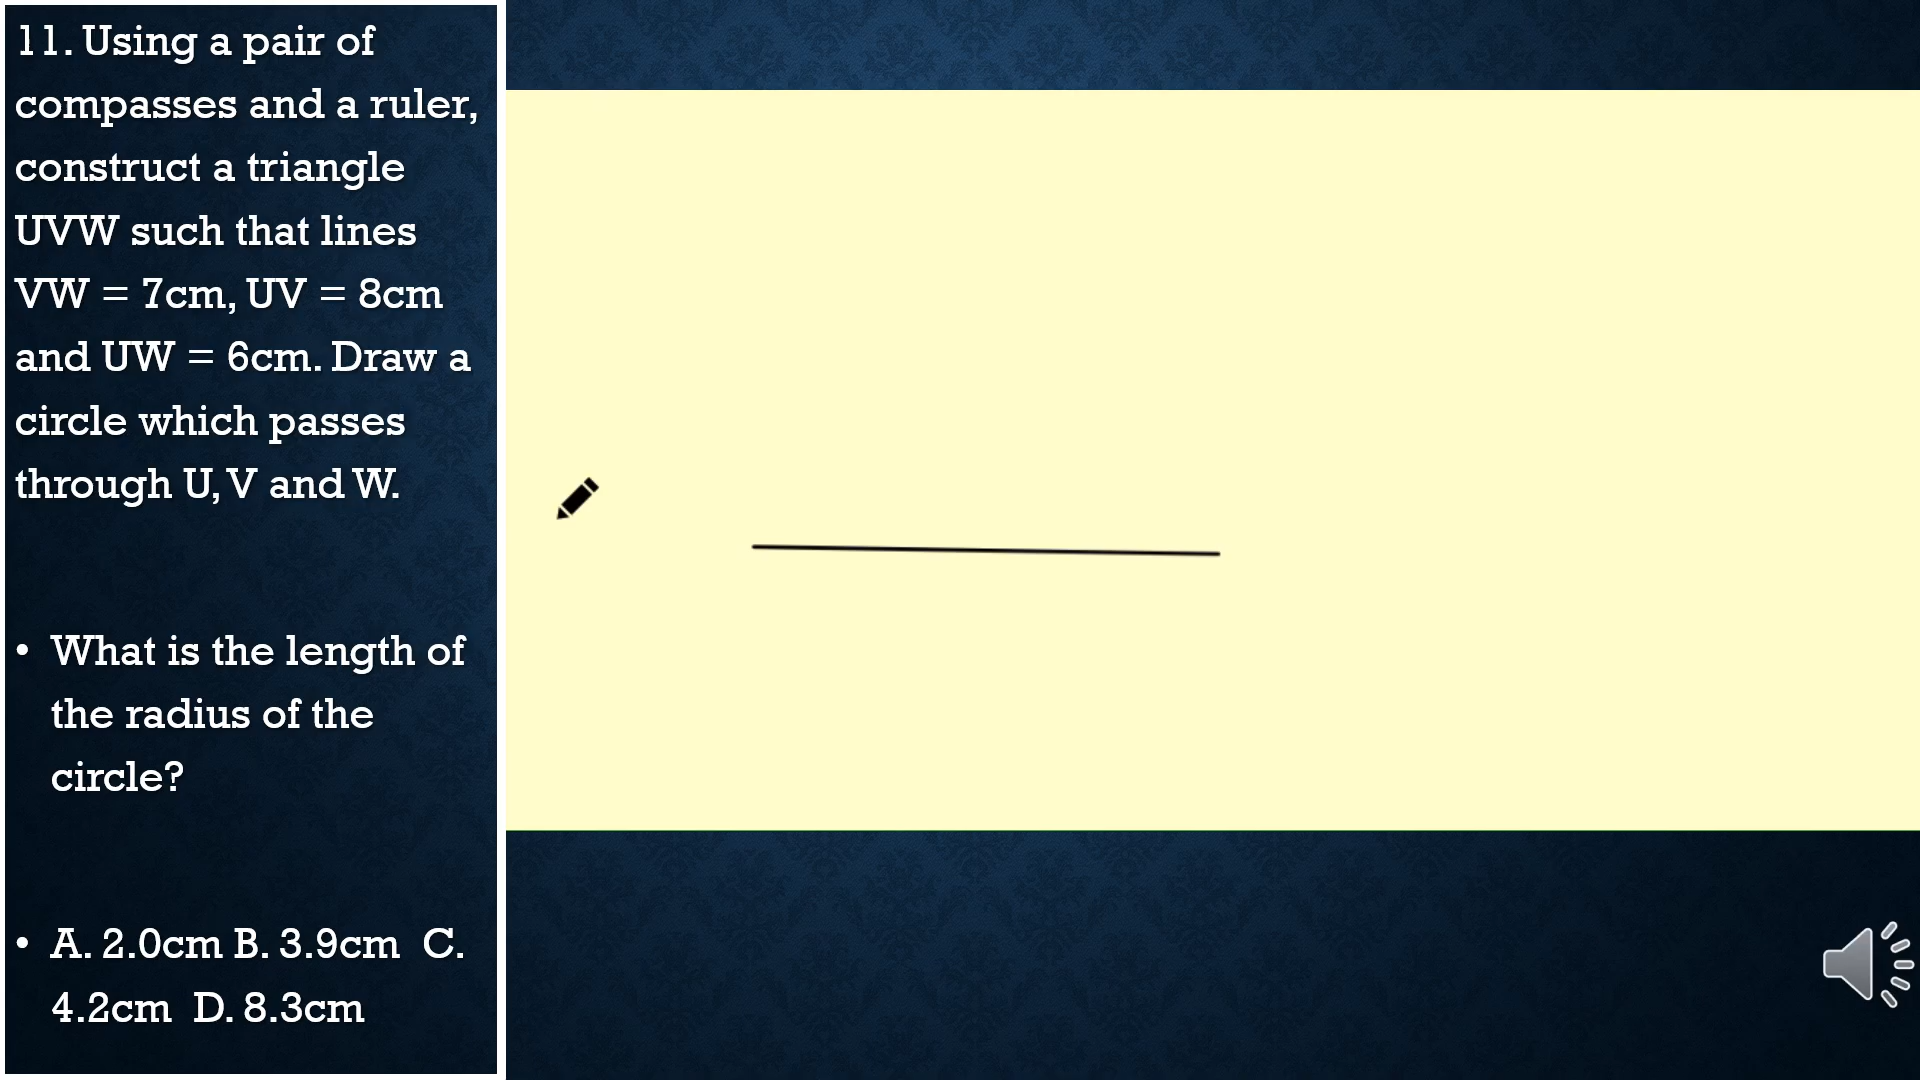 11. Using a pair of
compasses and a ruler,
construct a triangle
UVW such that lines
VW = 7cm, UV = 8cm
and UW = 6cm. Draw a
circle which passes
through U, V and W.
• What is the length of
the radius of the
circle?
• A. 2.0cm B. 3.9cm C.
4.2cm D. 8.3cm